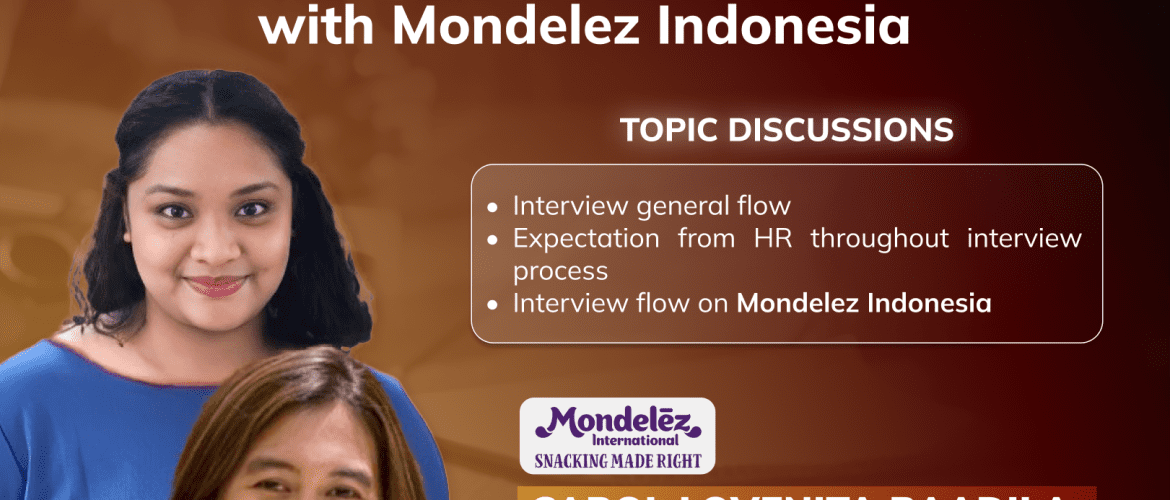 with Mondelez Indonesia
TOPIC DISCUSSIONS
• Interview general flow
• Expectation from HR throughout interview
process
• Interview flow on Mondelez Indonesia
Mondelēz
International
SNACKING MADE RIGHT